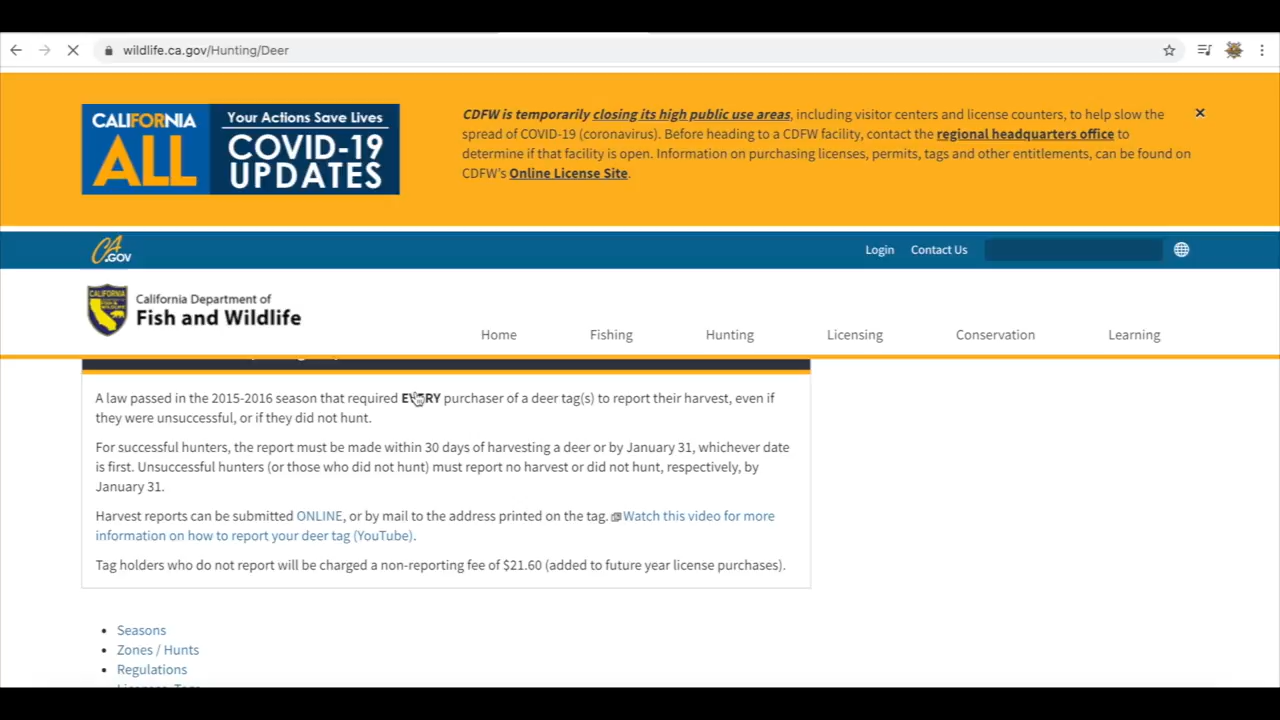 wildlife.ca.gov/Hunting/Deer
CALIFORNIA
ALL
Your Actions Save Lives
COVID-19
UPDATES
CDFW is temporarily closing its high public use areas, including visitor centers and license counters, to help slow the
spread of COVID-19 (coronavirus). Before heading to a CDFW facility, contact the regional headquarters office to
determine if that facility is open. Information on purchasing licenses, permits, tags and other entitlements, can be found on
CDFW's Online License Site.
CA.GOV
Login Contact Us
CALIFORNIA
California Department of
Fish and Wildlife
Home Fishing Hunting Licensing Conservation Learning
A law passed in the 2015-2016 season that required EVERY purchaser of a deer tag(s) to report their harvest, even if
they were unsuccessful, or if they did not hunt.
For successful hunters, the report must be made within 30 days of harvesting a deer or by January 31, whichever date
is first. Unsuccessful hunters (or those who did not hunt) must report no harvest or did not hunt, respectively, by
January 31.
Harvest reports can be submitted ONLINE, or by mail to the address printed on the tag. Watch this video for more
information on how to report your deer tag (YouTube).
Tag holders who do not report will be charged a non-reporting fee of $21.60 (added to future year license purchases).
• Seasons
• Zones / Hunts
• Regulations